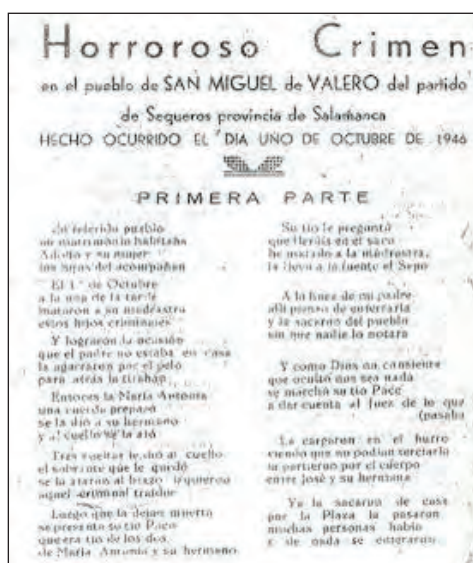 Horroroso Crimen
en el pueblo de SAN MIGUEL de VALERO del partido
de Sequeros provincia de Salamanca
HECHO OCURRIDO EL DIA UNO DE OCTUBRE DE 1946
PRIMERA PARTE
referido pueblo
un matrimonio habitaba
y su mujer
los hijos del acompañan
El 1.º de Octubre
a la una de la tarde
mataron a su madrastra
estos hijos criminales
Y lograron la ocasión
que el padre no estaba en casa
la agarraron por el pelo
para atrás la tiraban
Entoces la María Antonia
una cuerda preparó
se la dió a su hermano
y al cuello se la ató
Tres vueltas le dió al cuello
el sobrante que le quedó
se la ataron al brazo izquierdo
aquel criminal traidor
Luego que la dejan muerta
se presenta su tío Paco
que era tío de los dos
de María Antonia y su hermano
Su tío le preguntó
que lleváis en el saco
he matado a la madrastra,
la llevo a la fuente el Sapo
A la finca de mi padre
allí pienso de enterrarla
y la sacaron del pueblo
sin que nadie lo notara
Y como Dios no consiente
que oculto nos sea nada
se marchó su tío Paco
a dar cuenta al juez de lo que
(pasaba
La cargaron en el burro
viendo que no podían
la partieron por el cuerpo
entre José y su hermana
Ya la sacaron de casa
por la Plaza la pasaron
muchas personas había
y de nada se enteraron